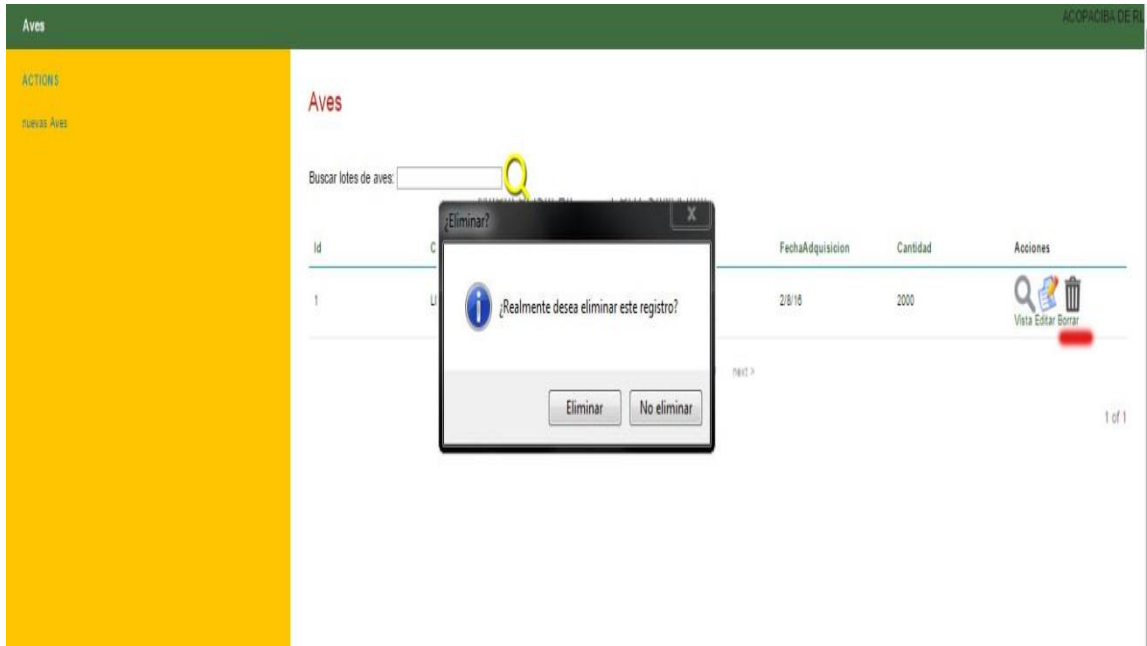 Aves
ACOPACIBA DE RL
ACTIONS
nuevas Aves
Aves
Buscar lotes de aves:
¿Eliminar?
X
Id C FechaAdquisicion Cantidad Acciones
¿Realmente desea eliminar este registro?
1 2/8/16 2000
Vista Editar Borrar
next >
Eliminar No eliminar
1 of 1